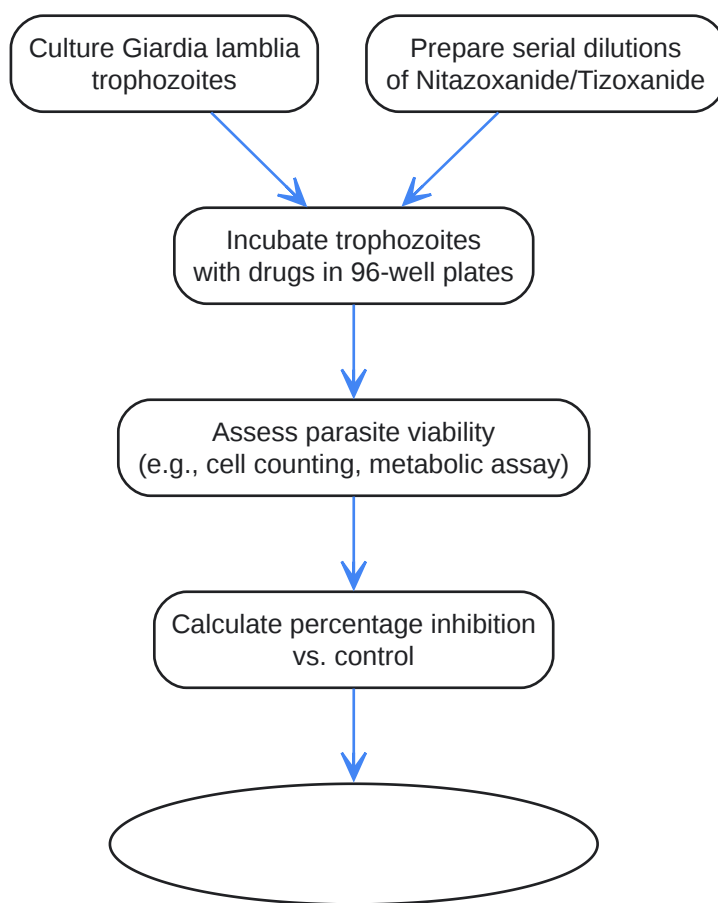 Culture Giardia lamblia
trophozoites
Prepare serial dilutions
of Nitazoxanide/Tizoxanide
Incubate trophozoites
with drugs in 96-well plates
Assess parasite viability
(e.g., cell counting, metabolic assay)
Calculate percentage inhibition
vs. control